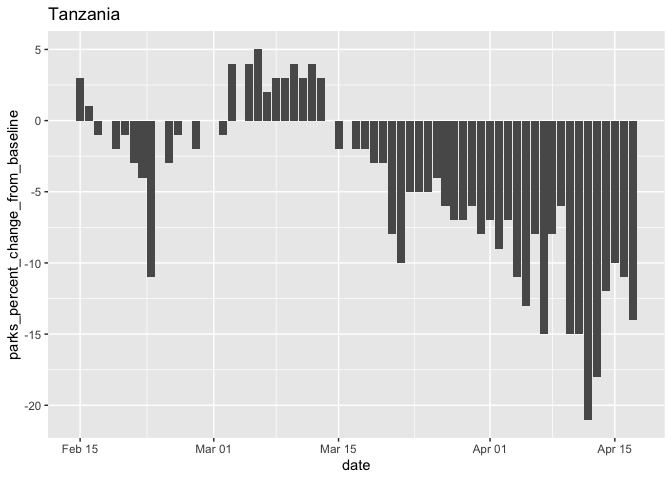 Tanzania
parks_percent_change_from_baseline
5
0
-5
-10
-15
-20
Feb 15
Mar 01
Mar 15
Apr 01
Apr 15
date